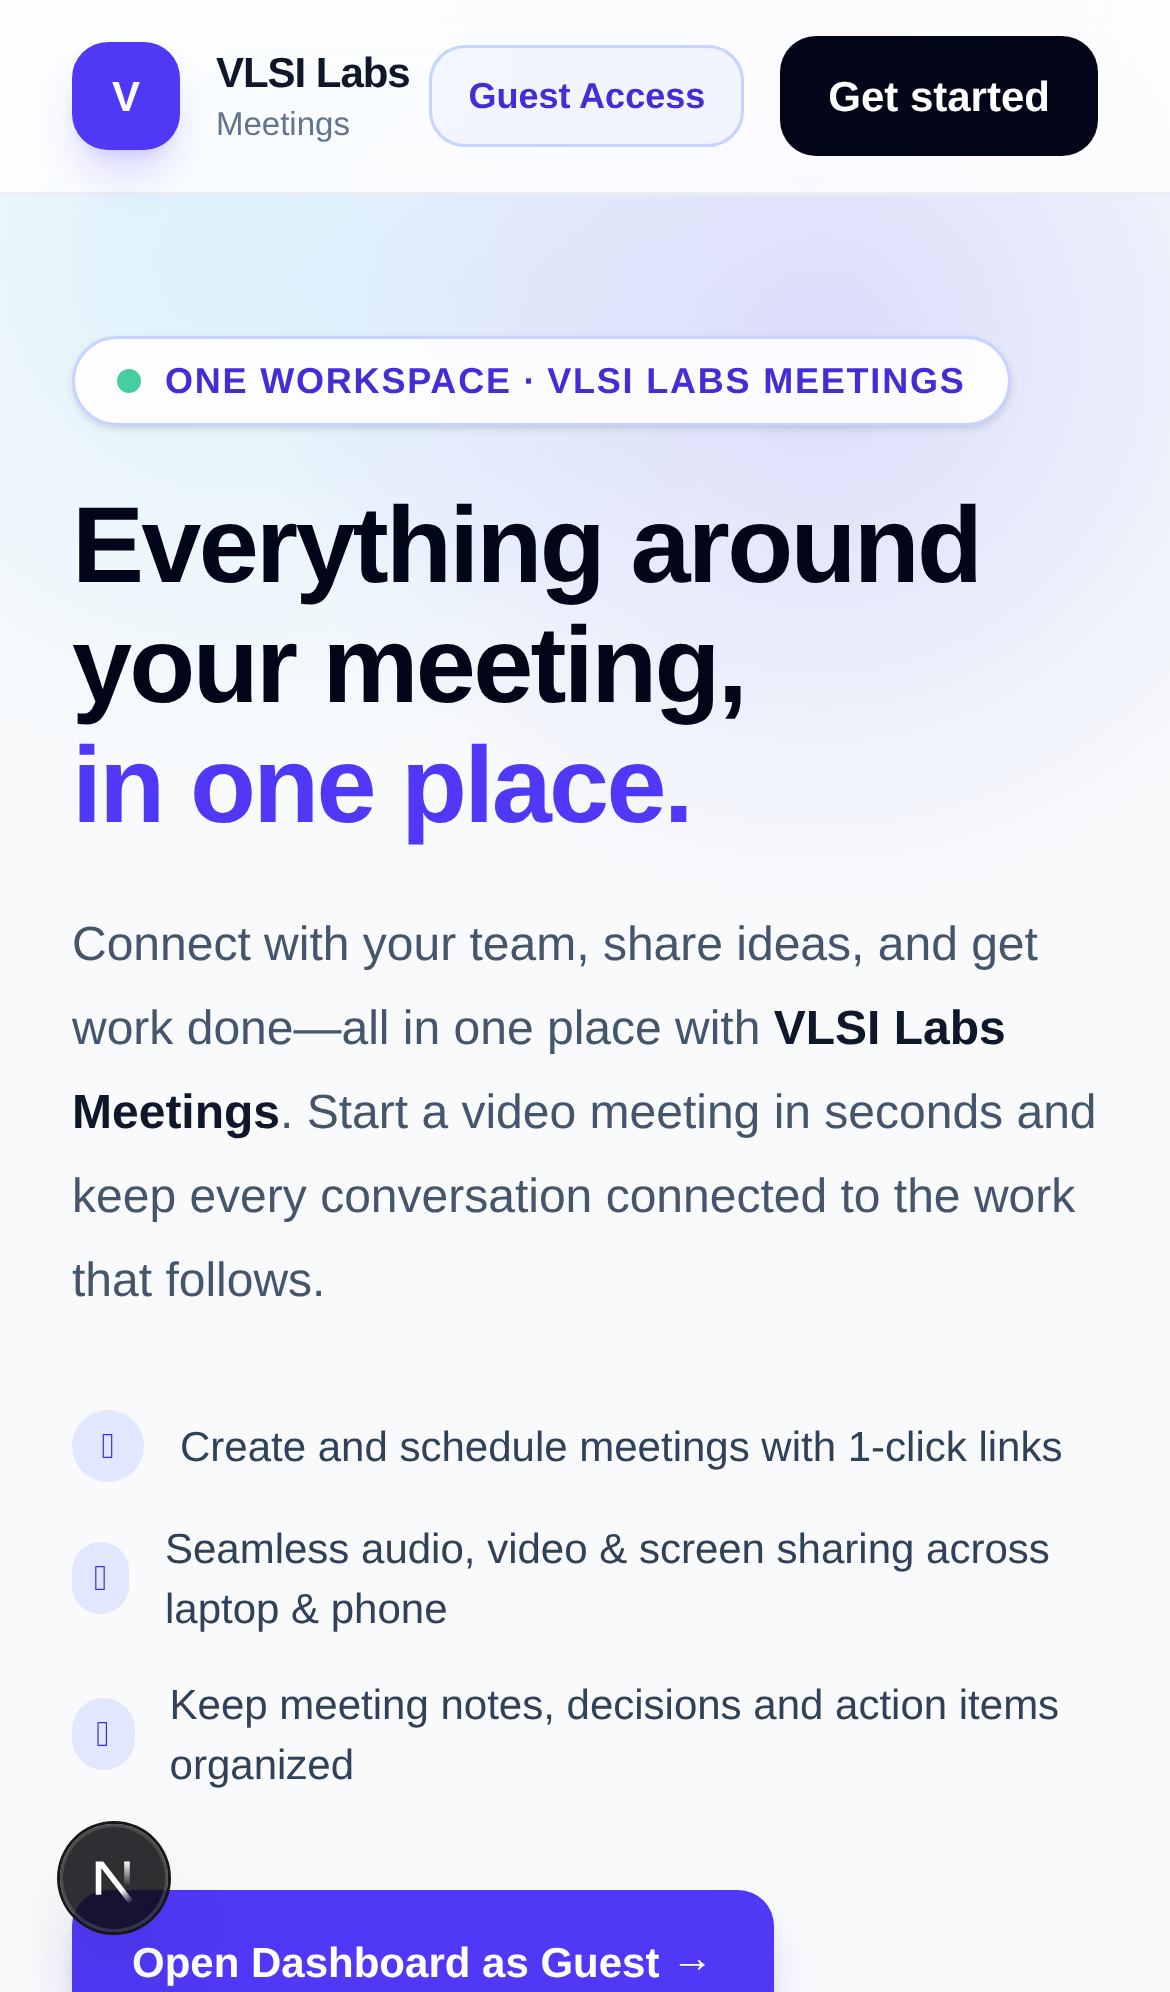 V
VLSI Labs
Meetings
Guest Access
Get started
ONE WORKSPACE · VLSI LABS MEETINGS
Everything around
your meeting,
in one place.
Connect with your team, share ideas, and get
work done—all in one place with VLSI Labs
Meetings. Start a video meeting in seconds and
keep every conversation connected to the work
that follows.
Create and schedule meetings with 1-click links
Seamless audio, video & screen sharing across
laptop & phone
Keep meeting notes, decisions and action items
organized
N
Open Dashboard as Guest →